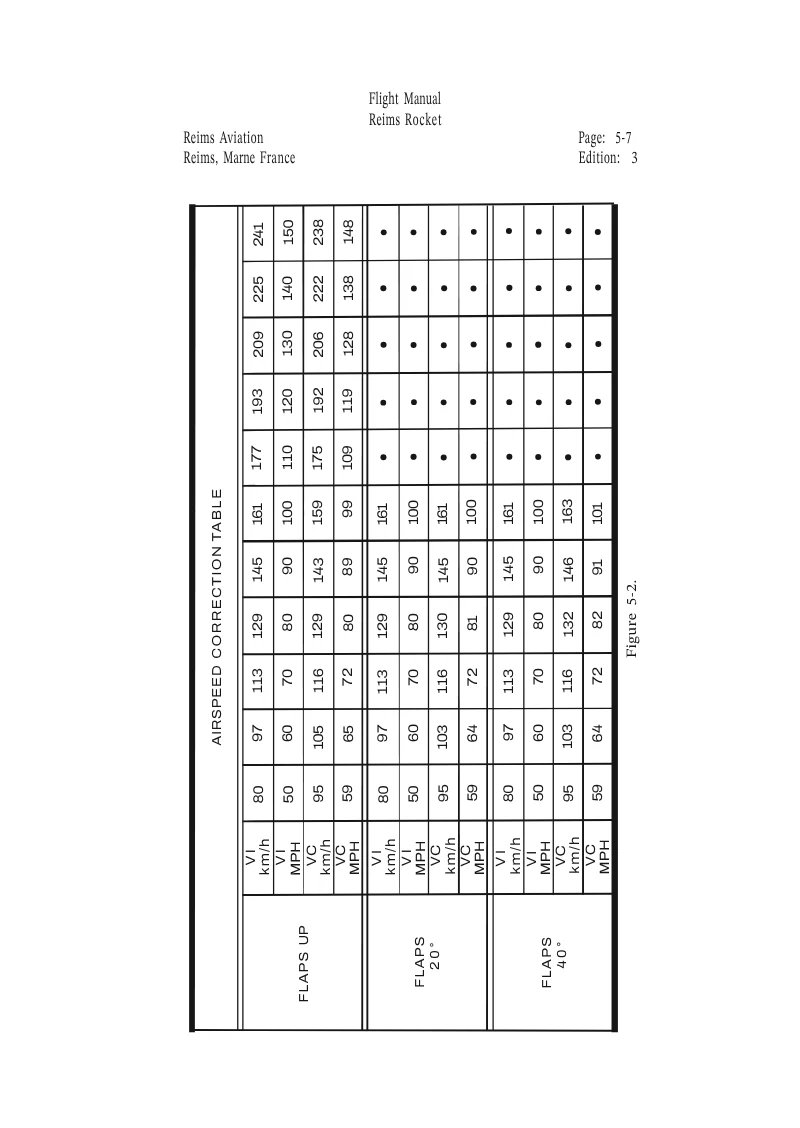 Flight Manual
Reims Rocket
Reims Aviation
Page: 5-7
Reims, Marne France
Edition: 3
AIRSPEED CORRECTION TABLE
FLAPS UP
VI km/h 80 97 113 129 145 161 177 193 209 225 241
VI MPH 50 60 70 80 90 100 110 120 130 140 150
VC km/h 95 105 116 129 143 159 175 192 206 222 238
VC MPH 59 65 72 80 89 99 109 119 128 138 148
FLAPS
20°
VI km/h 80 97 113 129 145 161 • • • • •
VI MPH 50 60 70 80 90 100 • • • • •
VC km/h 95 103 116 130 145 161 • • • • •
VC MPH 59 64 72 81 90 100 • • • • •
FLAPS
40°
VI km/h 80 97 113 129 145 161 • • • • •
VI MPH 50 60 70 80 90 100 • • • • •
VC km/h 95 103 116 132 146 163 • • • • •
VC MPH 59 64 72 82 91 101 • • • • •
Figure 5-2.